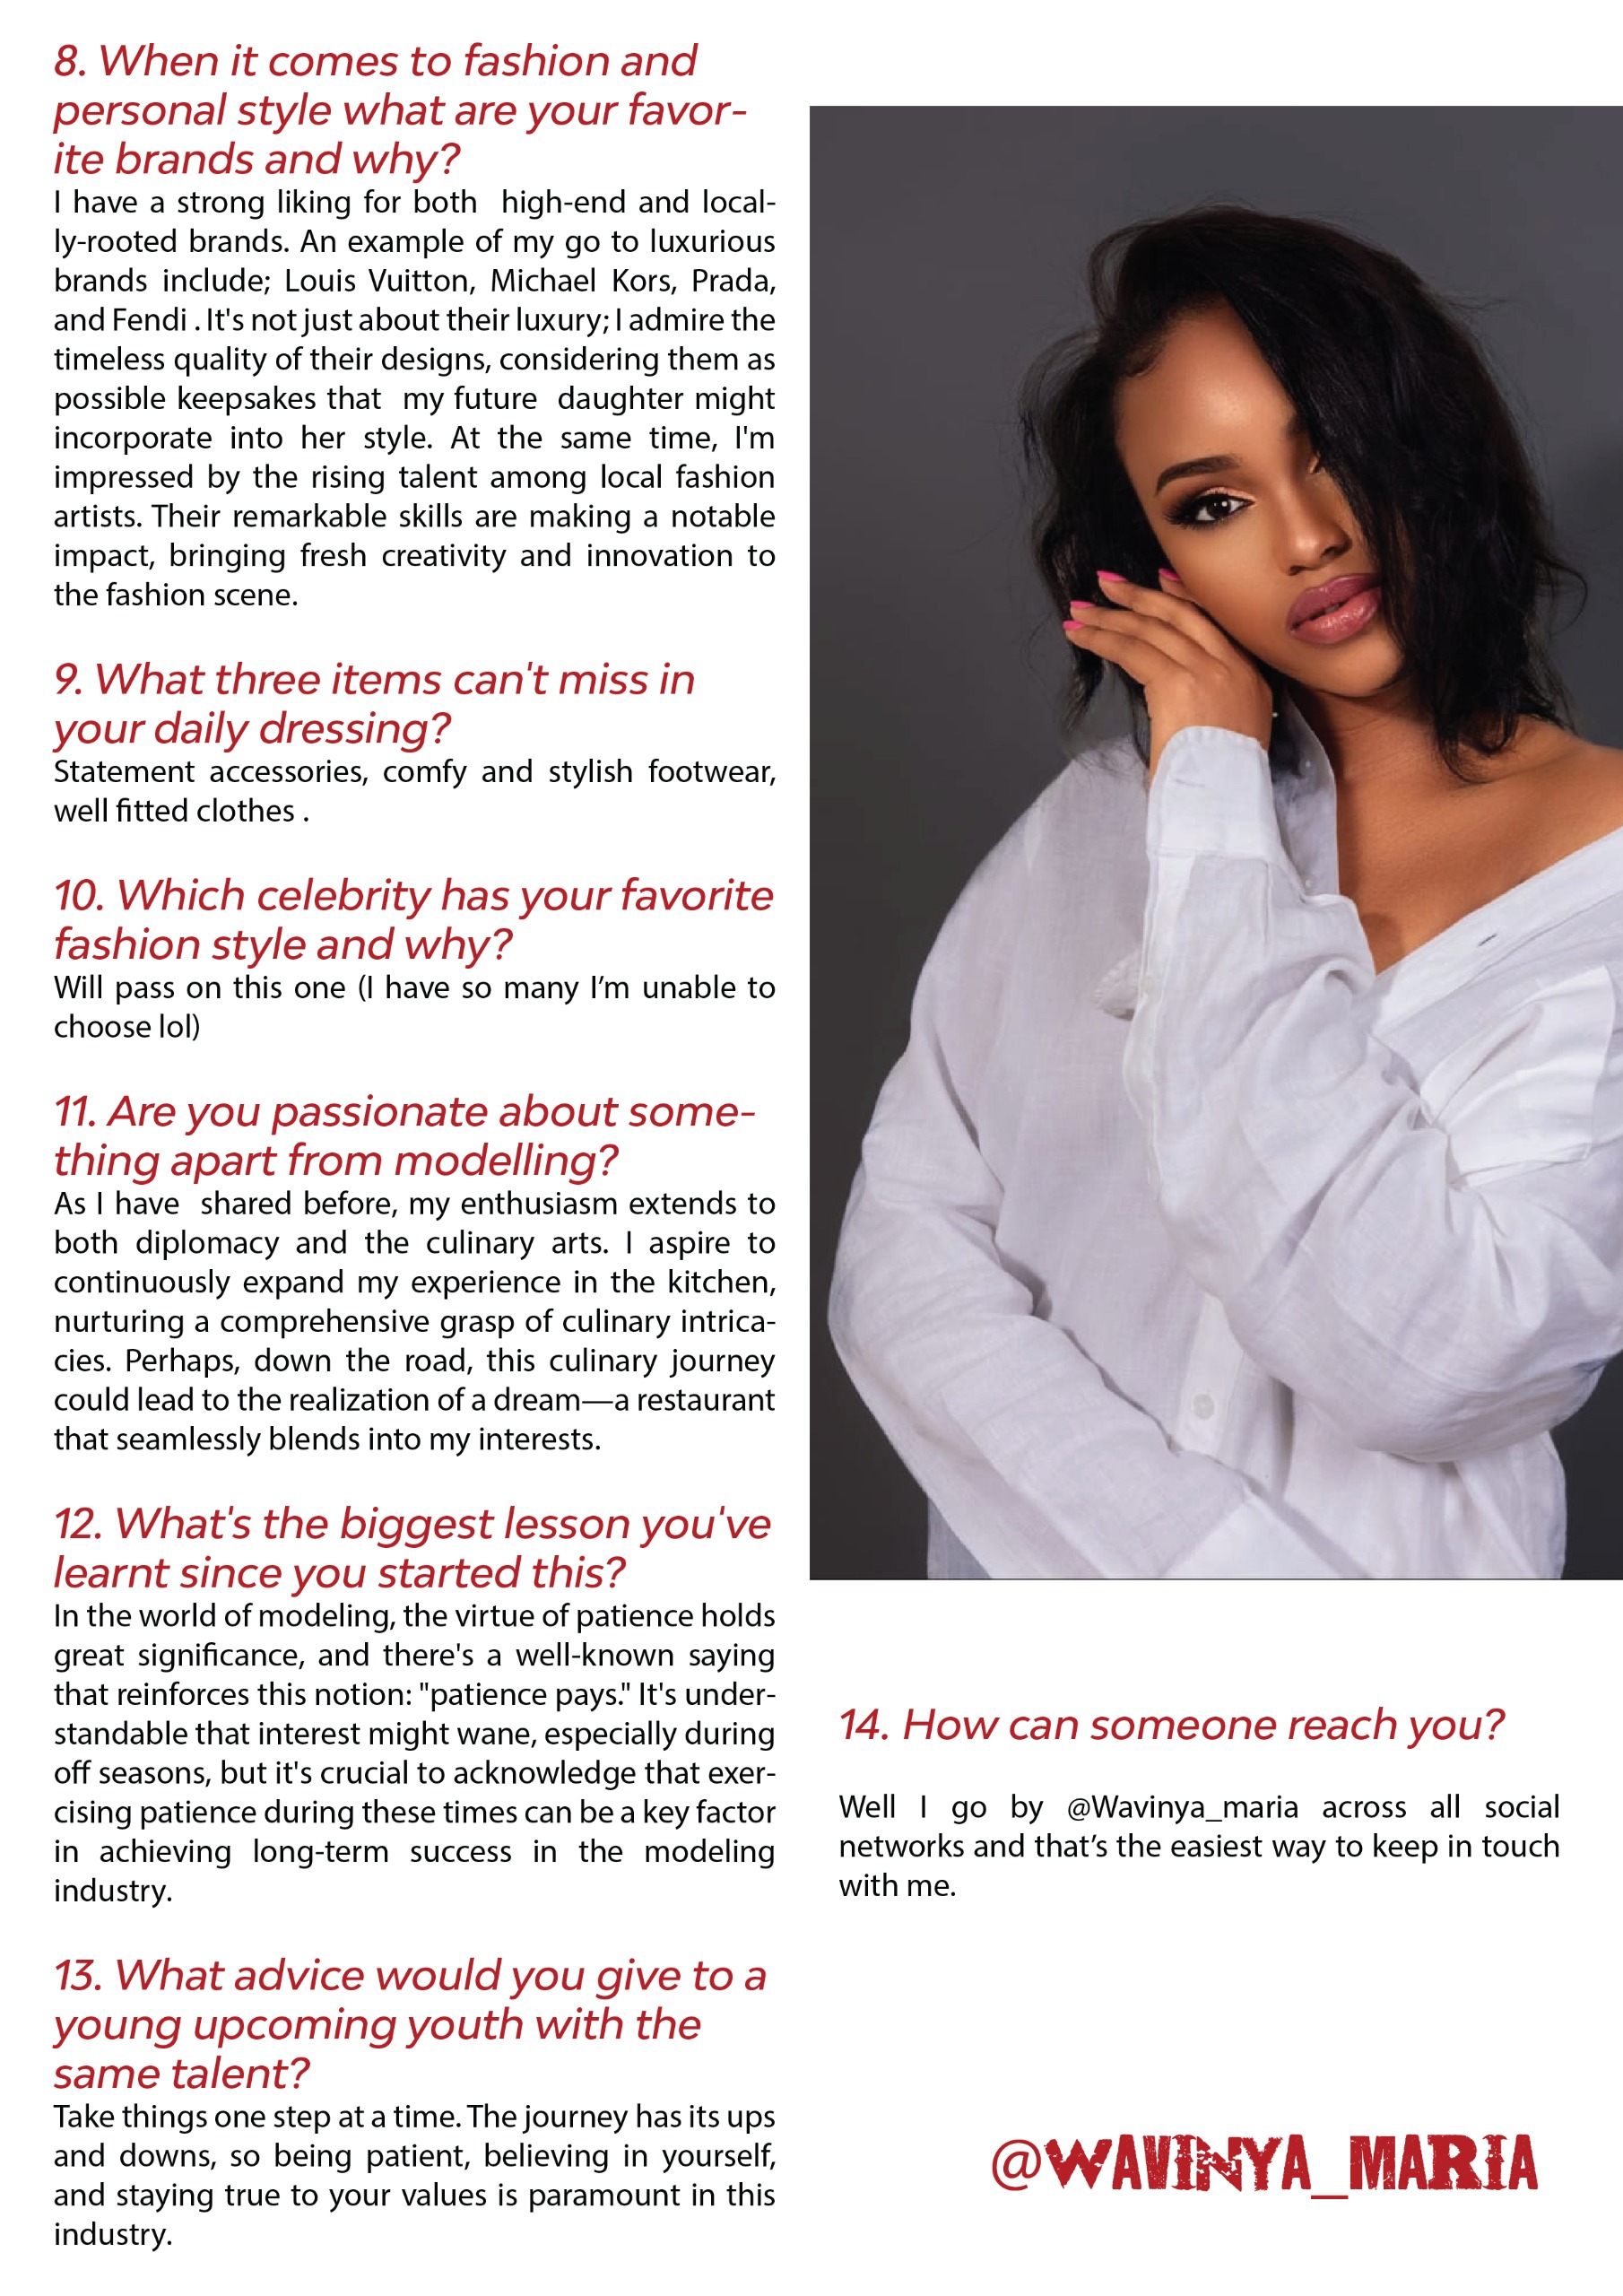 8. When it comes to fashion and
personal style what are your favor-
ite brands and why?
I have a strong liking for both high-end and local-
ly-rooted brands. An example of my go to luxurious
brands include; Louis Vuitton, Michael Kors, Prada,
and Fendi . It's not just about their luxury; I admire the
timeless quality of their designs, considering them as
possible keepsakes that my future daughter might
incorporate into her style. At the same time, I'm
impressed by the rising talent among local fashion
artists. Their remarkable skills are making a notable
impact, bringing fresh creativity and innovation to
the fashion scene.
9. What three items can't miss in
your daily dressing?
Statement accessories, comfy and stylish footwear,
well fitted clothes .
10. Which celebrity has your favorite
fashion style and why?
Will pass on this one (I have so many I’m unable to
choose lol)
11. Are you passionate about some-
thing apart from modelling?
As I have shared before, my enthusiasm extends to
both diplomacy and the culinary arts. I aspire to
continuously expand my experience in the kitchen,
nurturing a comprehensive grasp of culinary intrica-
cies. Perhaps, down the road, this culinary journey
could lead to the realization of a dream—a restaurant
that seamlessly blends into my interests.
12. What's the biggest lesson you've
learnt since you started this?
In the world of modeling, the virtue of patience holds
great significance, and there's a well-known saying
that reinforces this notion: "patience pays." It's under-
standable that interest might wane, especially during
off seasons, but it's crucial to acknowledge that exer-
cising patience during these times can be a key factor
in achieving long-term success in the modeling
industry.
13. What advice would you give to a
young upcoming youth with the
same talent?
Take things one step at a time. The journey has its ups
and downs, so being patient, believing in yourself,
and staying true to your values is paramount in this
industry.
14. How can someone reach you?
Well I go by @Wavinya_maria across all social
networks and that’s the easiest way to keep in touch
with me.
@WAVINYA_MARIA